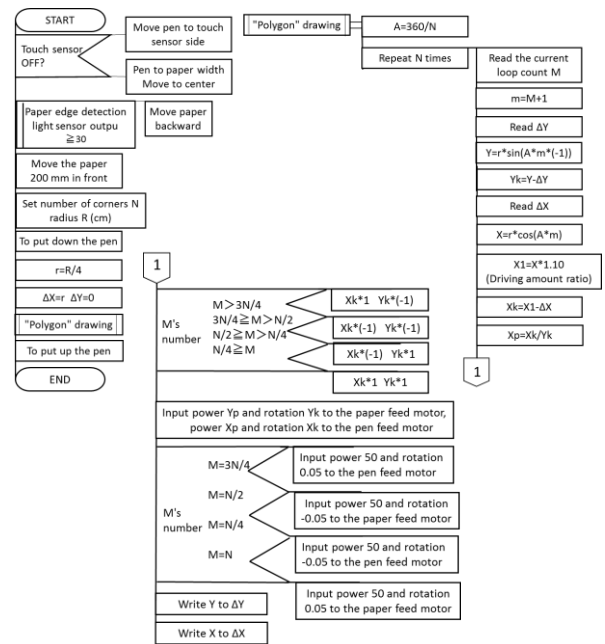 START
Touch sensor
OFF?
Move pen to touch
sensor side
Pen to paper width
Move to center
Paper edge detection
light sensor outpu
≧30
Move paper
backward
Move the paper
200 mm in front
Set number of corners N
radius R (cm)
To put down the pen
r=R/4
ΔX=r ΔY=0
"Polygon" drawing
To put up the pen
END
"Polygon" drawing
A=360/N
Repeat N times
Read the current
loop count M
m=M+1
Read ΔY
Y=r*sin(A*m*(-1))
Yk=Y-ΔY
Read ΔX
X=r*cos(A*m)
X1=X*1.10
(Driving amount ratio)
Xk=X1-ΔX
Xp=Xk/Yk
1
1
M's
number
M＞3N/4
3N/4≧M＞N/2
N/2≧M＞N/4
N/4≧M
Xk*1 Yk*(-1)
Xk*(-1) Yk*(-1)
Xk*(-1) Yk*1
Xk*1 Yk*1
Input power Yp and rotation Yk to the paper feed motor,
power Xp and rotation Xk to the pen feed motor
M's
number
M=3N/4
M=N/2
M=N/4
M=N
Input power 50 and rotation
0.05 to the pen feed motor
Input power 50 and rotation
-0.05 to the paper feed motor
Input power 50 and rotation
-0.05 to the pen feed motor
Input power 50 and rotation
0.05 to the paper feed motor
Write Y to ΔY
Write X to ΔX